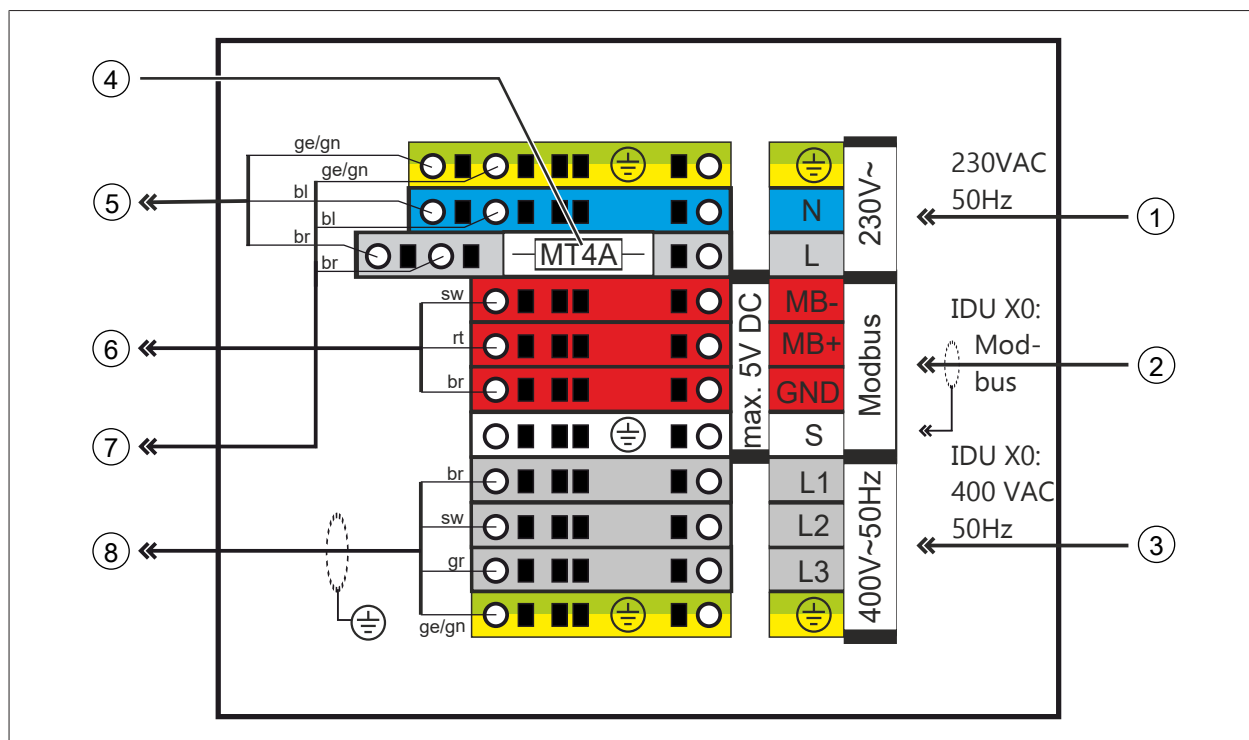 4
ge/gn
ge/gn
230VAC
50Hz
230V~
5
bl
N
1
bl
br
MT4A
L
br
sw
MB-
IDU X0:
Mod-
bus
6
rt
MB+
max. 5V DC
Modbus
2
br
GND
7
S
br
L1
IDU X0:
400 VAC
50Hz
sw
L2
8
400V~50Hz
3
gr
L3
ge/gn